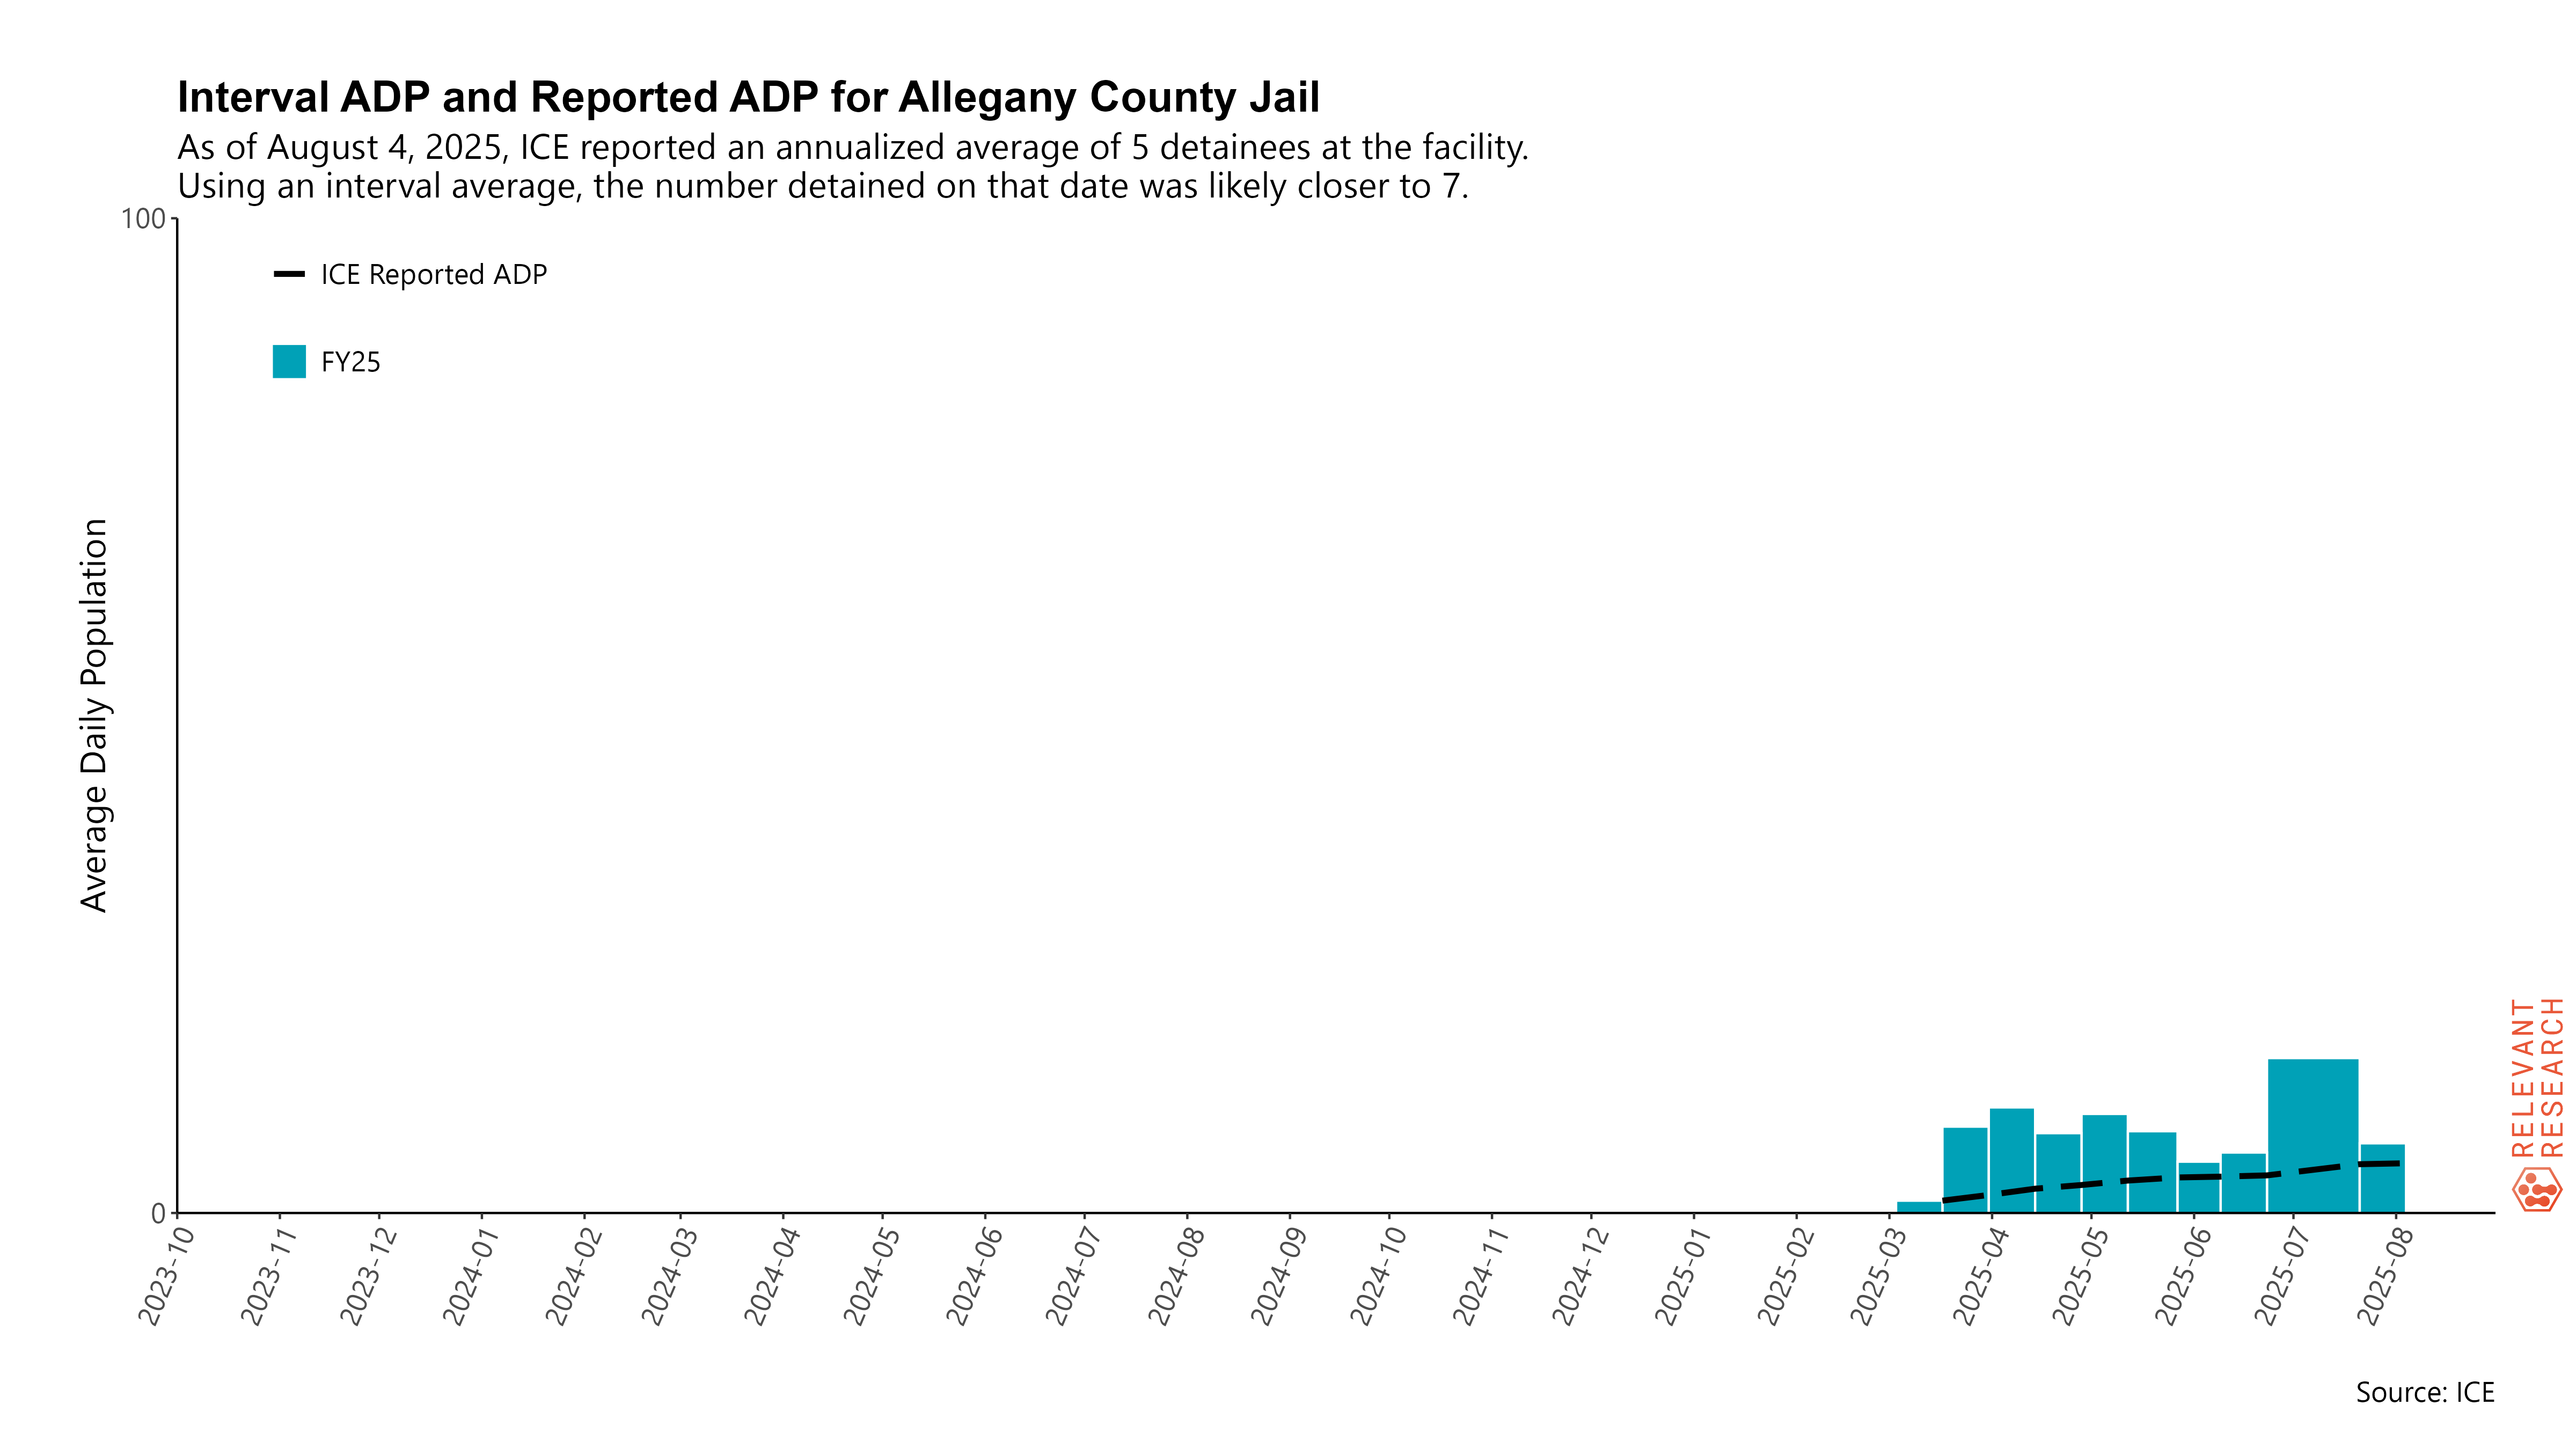 Interval ADP and Reported ADP for Allegany County Jail
As of August 4, 2025, ICE reported an annualized average of 5 detainees at the facility.
Using an interval average, the number detained on that date was likely closer to 7.
100
ICE Reported ADP
FY25
Average Daily Population
0
2023-10
2023-11
2023-12
2024-01
2024-02
2024-03
2024-04
2024-05
2024-06
2024-07
2024-08
2024-09
2024-10
2024-11
2024-12
2025-01
2025-02
2025-03
2025-04
2025-05
2025-06
2025-07
2025-08
RELEVANT
RESEARCH
Source: ICE